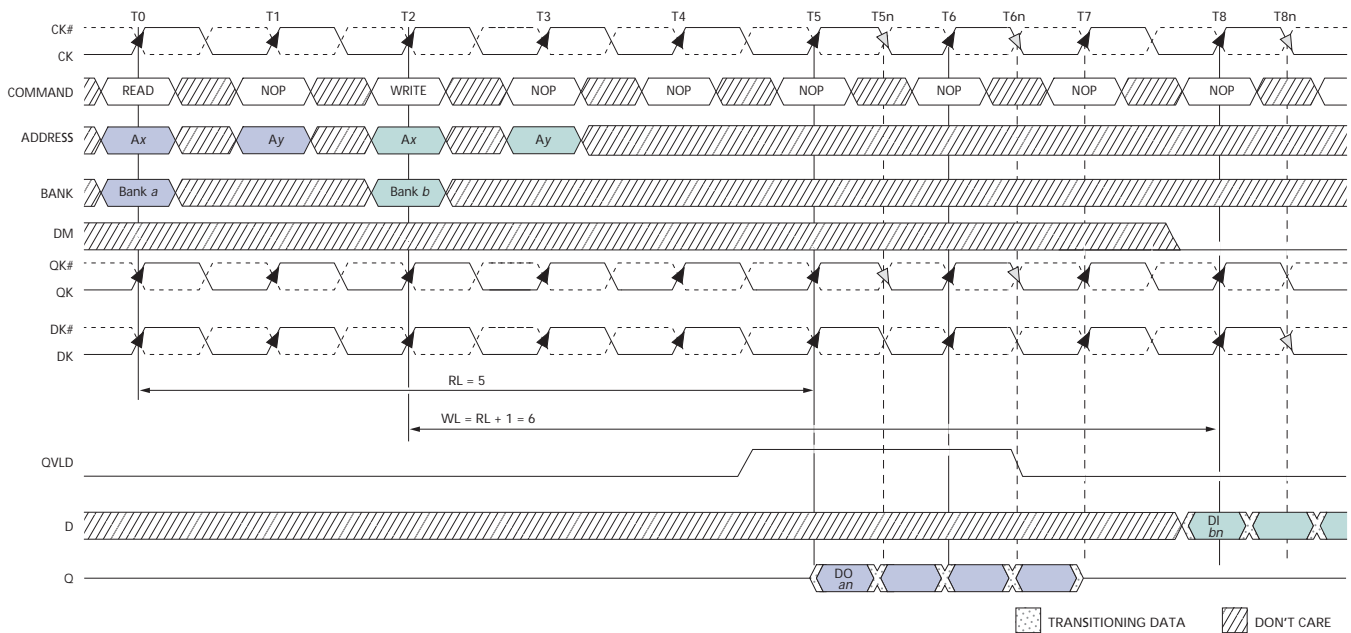 T0 T1 T2 T3 T4 T5 T5n T6 T6n T7 T8 T8n
CK#
CK
COMMAND READ NOP WRITE NOP NOP NOP NOP NOP NOP
ADDRESS Ax Ay Ax Ay
BANK Bank a Bank b
DM
QK#
QK
DK#
DK
RL = 5
WL = RL + 1 = 6
QVLD
D DI bn
Q DO an
TRANSITIONING DATA DON'T CARE